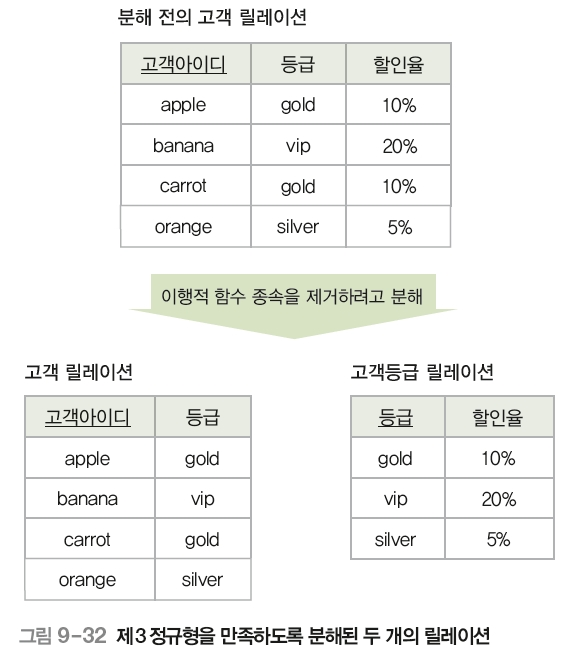 분해 전의 고객 릴레이션
고객아이디 등급 할인율
apple gold 10%
banana vip 20%
carrot gold 10%
orange silver 5%
이행적 함수 종속을 제거하려고 분해
고객 릴레이션
고객아이디 등급
apple gold
banana vip
carrot gold
orange silver
고객등급 릴레이션
등급 할인율
gold 10%
vip 20%
silver 5%
그림 9-32 제3 정규형을 만족하도록 분해된 두 개의 릴레이션